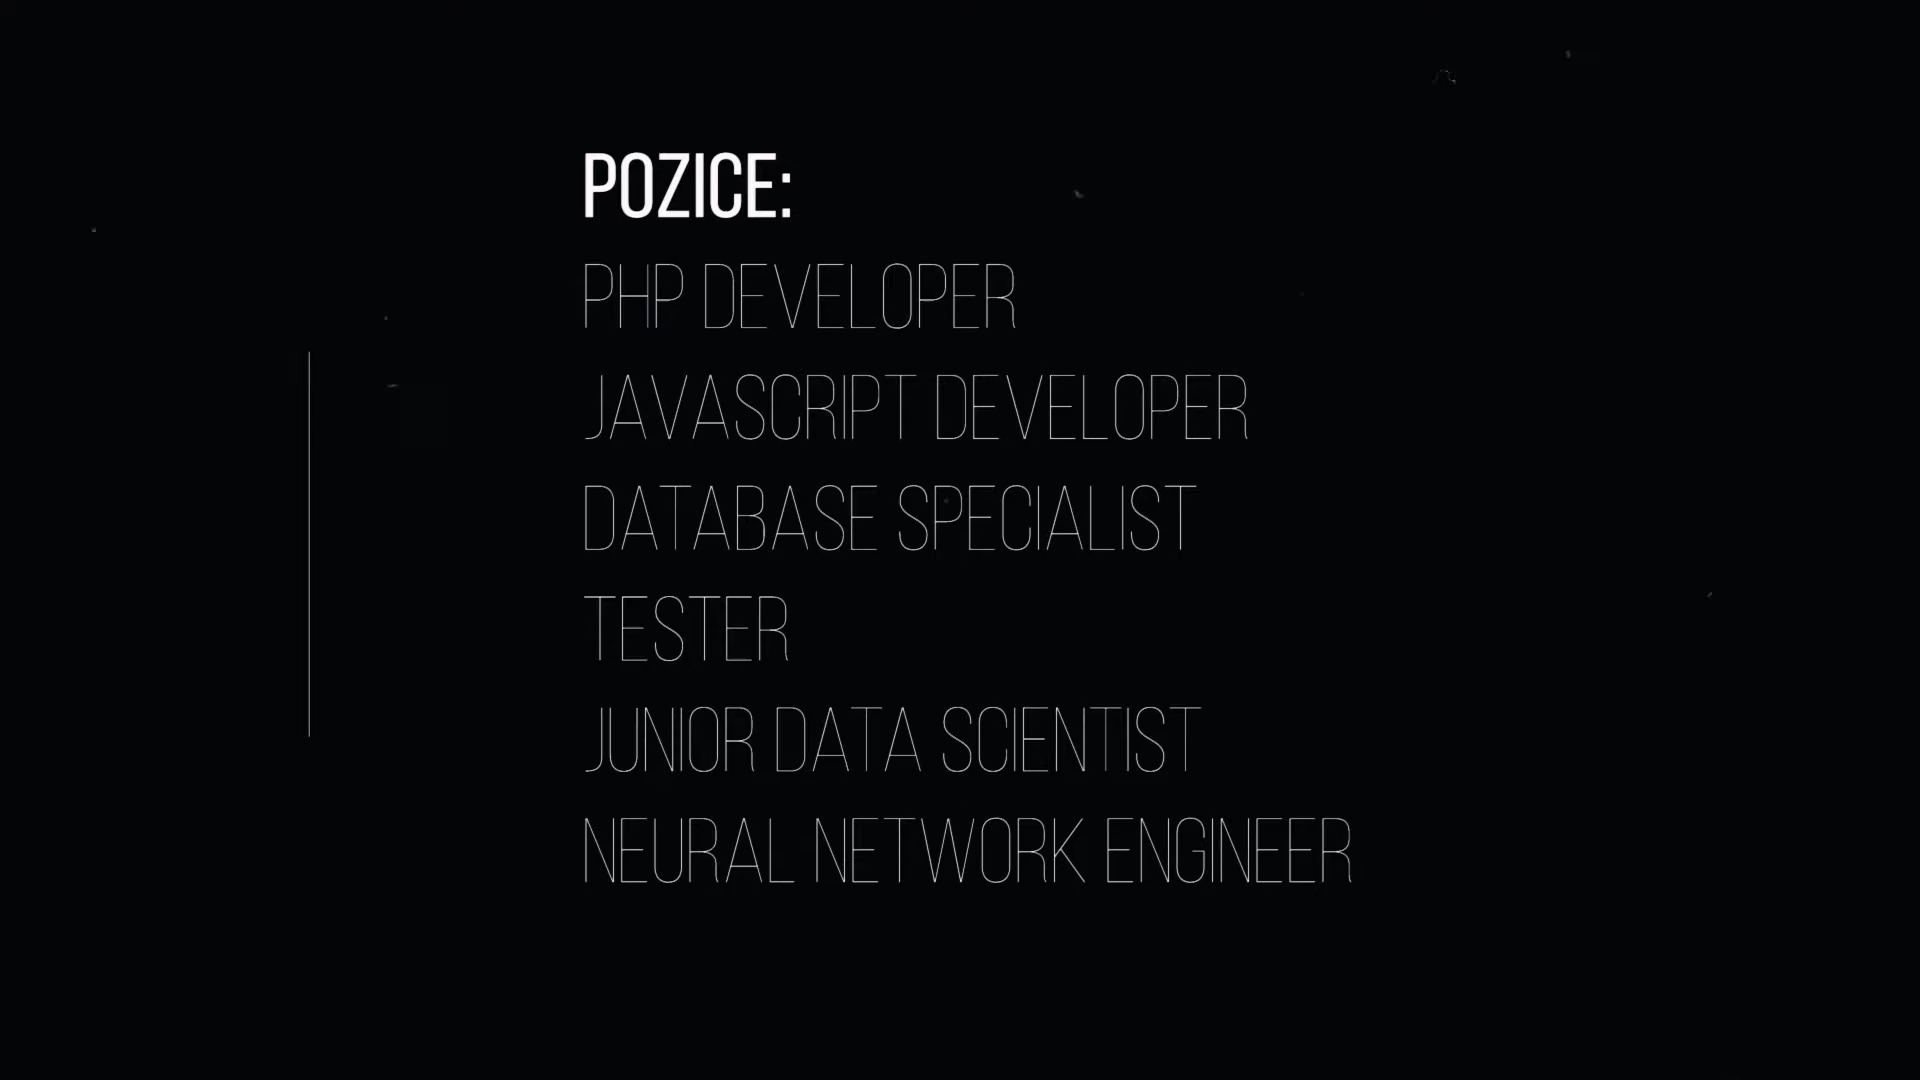 POZICE:
PHP DEVELOPER
JAVASCRIPT DEVELOPER
DATABASE SPECIALIST
TESTER
JUNIOR DATA SCIENTIST
NEURAL NETWORK ENGINEER